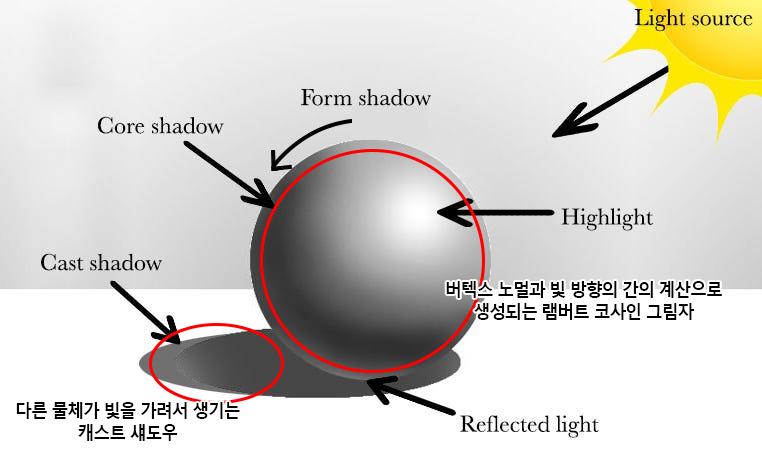 Light source
Form shadow
Core shadow
Highlight
Cast shadow
버텍스 노멀과 빛 방향의 간의 계산으로
생성되는 램버트 코사인 그림자
다른 물체가 빛을 가려서 생기는
캐스트 섀도우
Reflected light